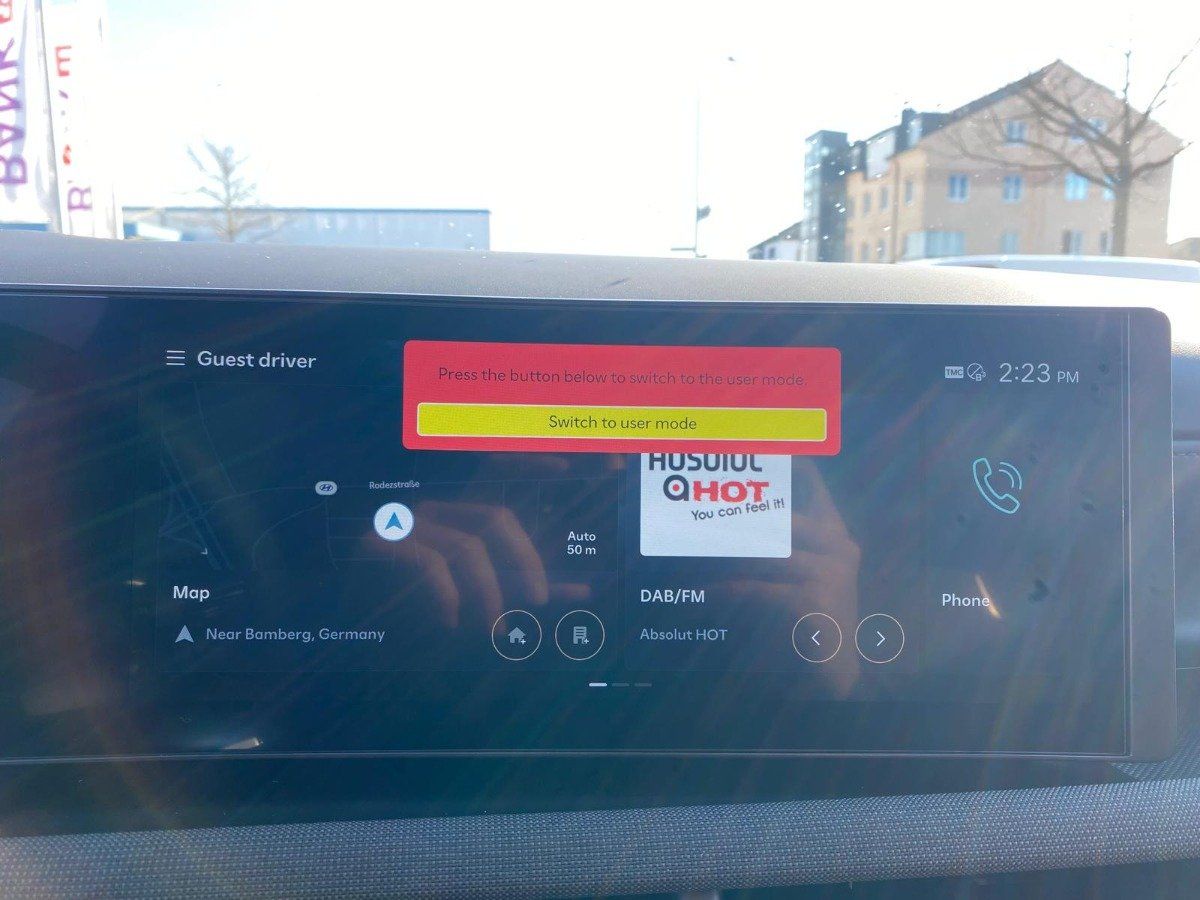 BANK
Guest driver
Press the button below to switch to the user mode.
Switch to user mode
TMC
2:23 PM
Rodezstraße
HOT
You can feel it!
Auto
50 m
Map
Near Bamberg, Germany
DAB/FM
Absolut HOT
Phone